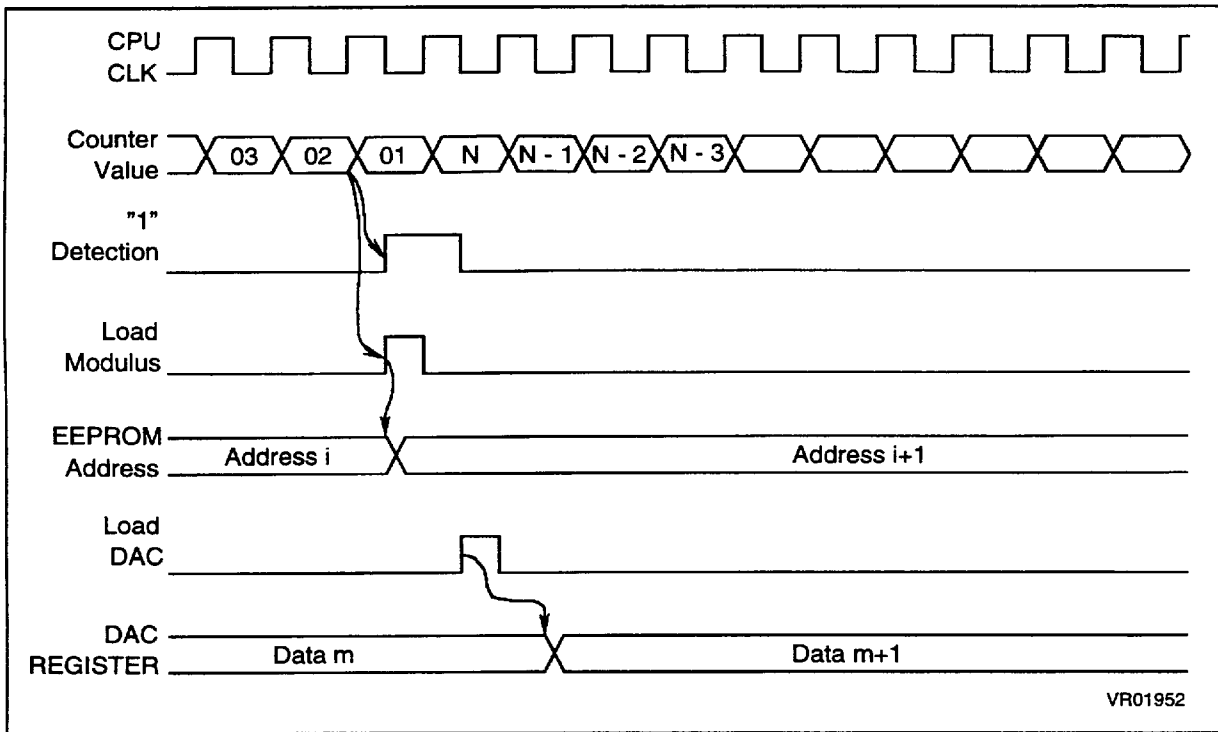 CPU
CLK
Counter
Value
03 02 01 N N - 1 N - 2 N - 3
"1"
Detection
Load
Modulus
EEPROM
Address
Address i Address i+1
Load
DAC
DAC
REGISTER
Data m Data m+1
VR01952